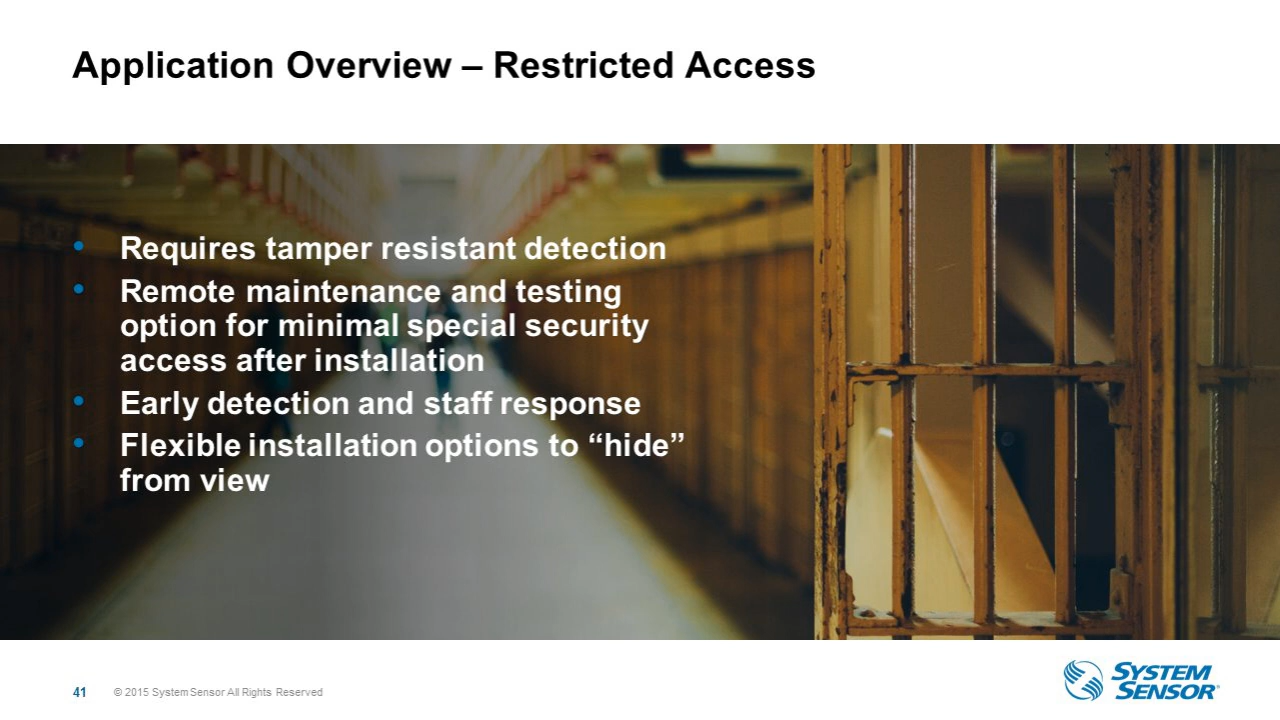 Application Overview – Restricted Access
• Requires tamper resistant detection
• Remote maintenance and testing
option for minimal special security
access after installation
• Early detection and staff response
• Flexible installation options to “hide”
from view
41 © 2015 System Sensor All Rights Reserved
SYSTEM
SENSOR®